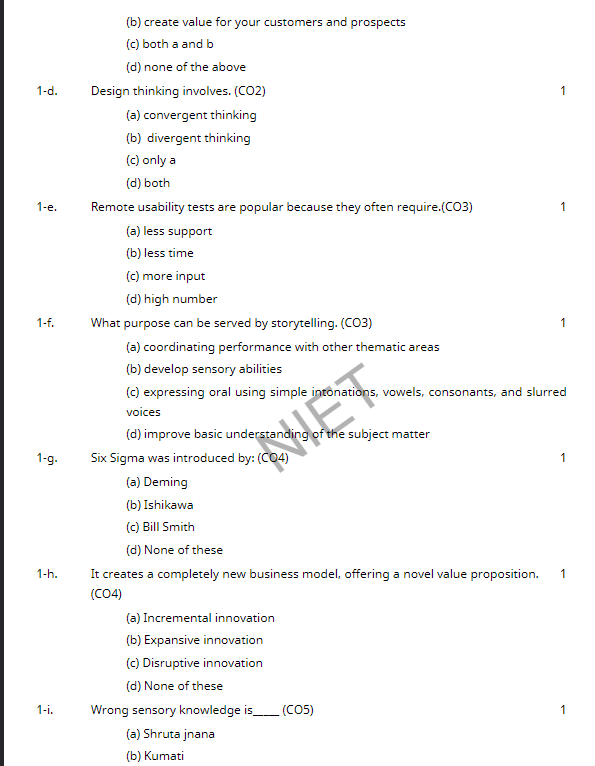 (b) create value for your customers and prospects
(c) both a and b
(d) none of the above
1-d. Design thinking involves. (CO2) 1
(a) convergent thinking
(b) divergent thinking
(c) only a
(d) both
1-e. Remote usability tests are popular because they often require.(CO3) 1
(a) less support
(b) less time
(c) more input
(d) high number
1-f. What purpose can be served by storytelling. (CO3) 1
(a) coordinating performance with other thematic areas
(b) develop sensory abilities
(c) expressing oral using simple intonations, vowels, consonants, and slurred
voices
(d) improve basic understanding of the subject matter
NIET
1-g. Six Sigma was introduced by: (CO4) 1
(a) Deming
(b) Ishikawa
(c) Bill Smith
(d) None of these
1-h. It creates a completely new business model, offering a novel value proposition. 1
(CO4)
(a) Incremental innovation
(b) Expansive innovation
(c) Disruptive innovation
(d) None of these
1-i. Wrong sensory knowledge is____ (CO5) 1
(a) Shruta jnana
(b) Kumati